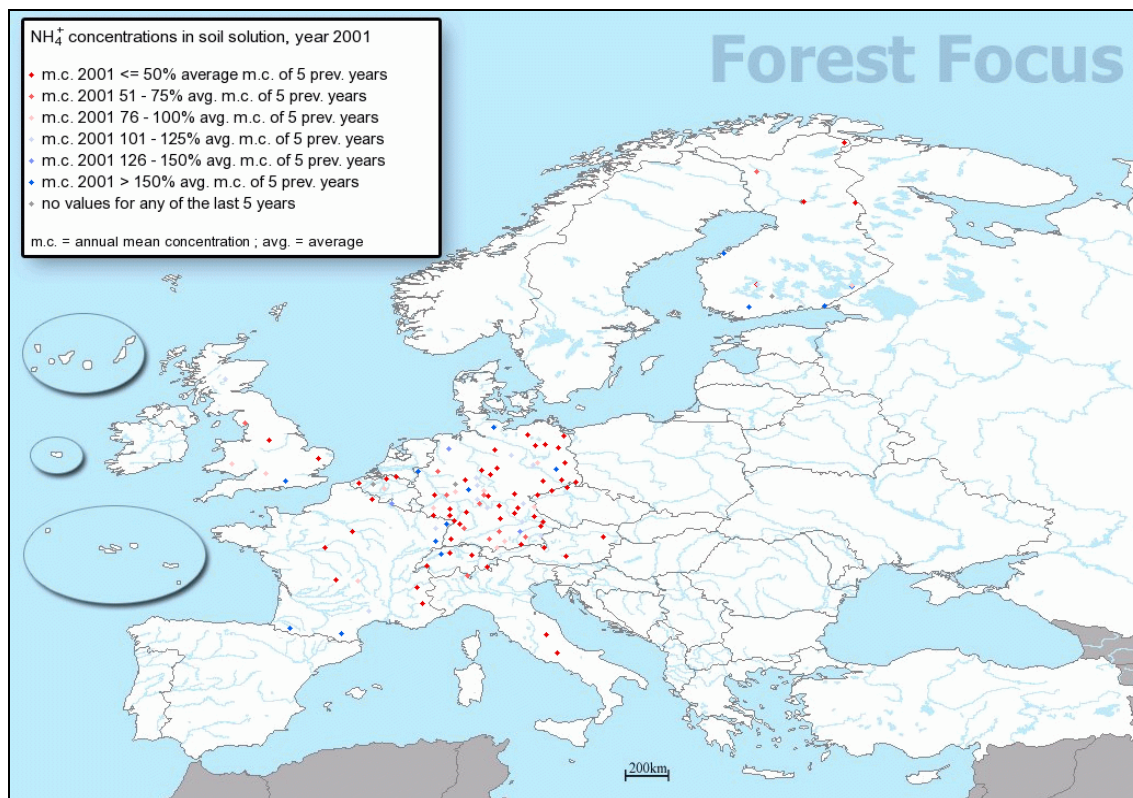 NH₄⁺ concentrations in soil solution, year 2001
m.c. 2001 <= 50% average m.c. of 5 prev. years
m.c. 2001 51 - 75% avg. m.c. of 5 prev. years
m.c. 2001 76 - 100% avg. m.c. of 5 prev. years
m.c. 2001 101 - 125% avg. m.c. of 5 prev. years
m.c. 2001 126 - 150% avg. m.c. of 5 prev. years
m.c. 2001 > 150% avg. m.c. of 5 prev. years
no values for any of the last 5 years
m.c. = annual mean concentration ; avg. = average
Forest Focus
200km